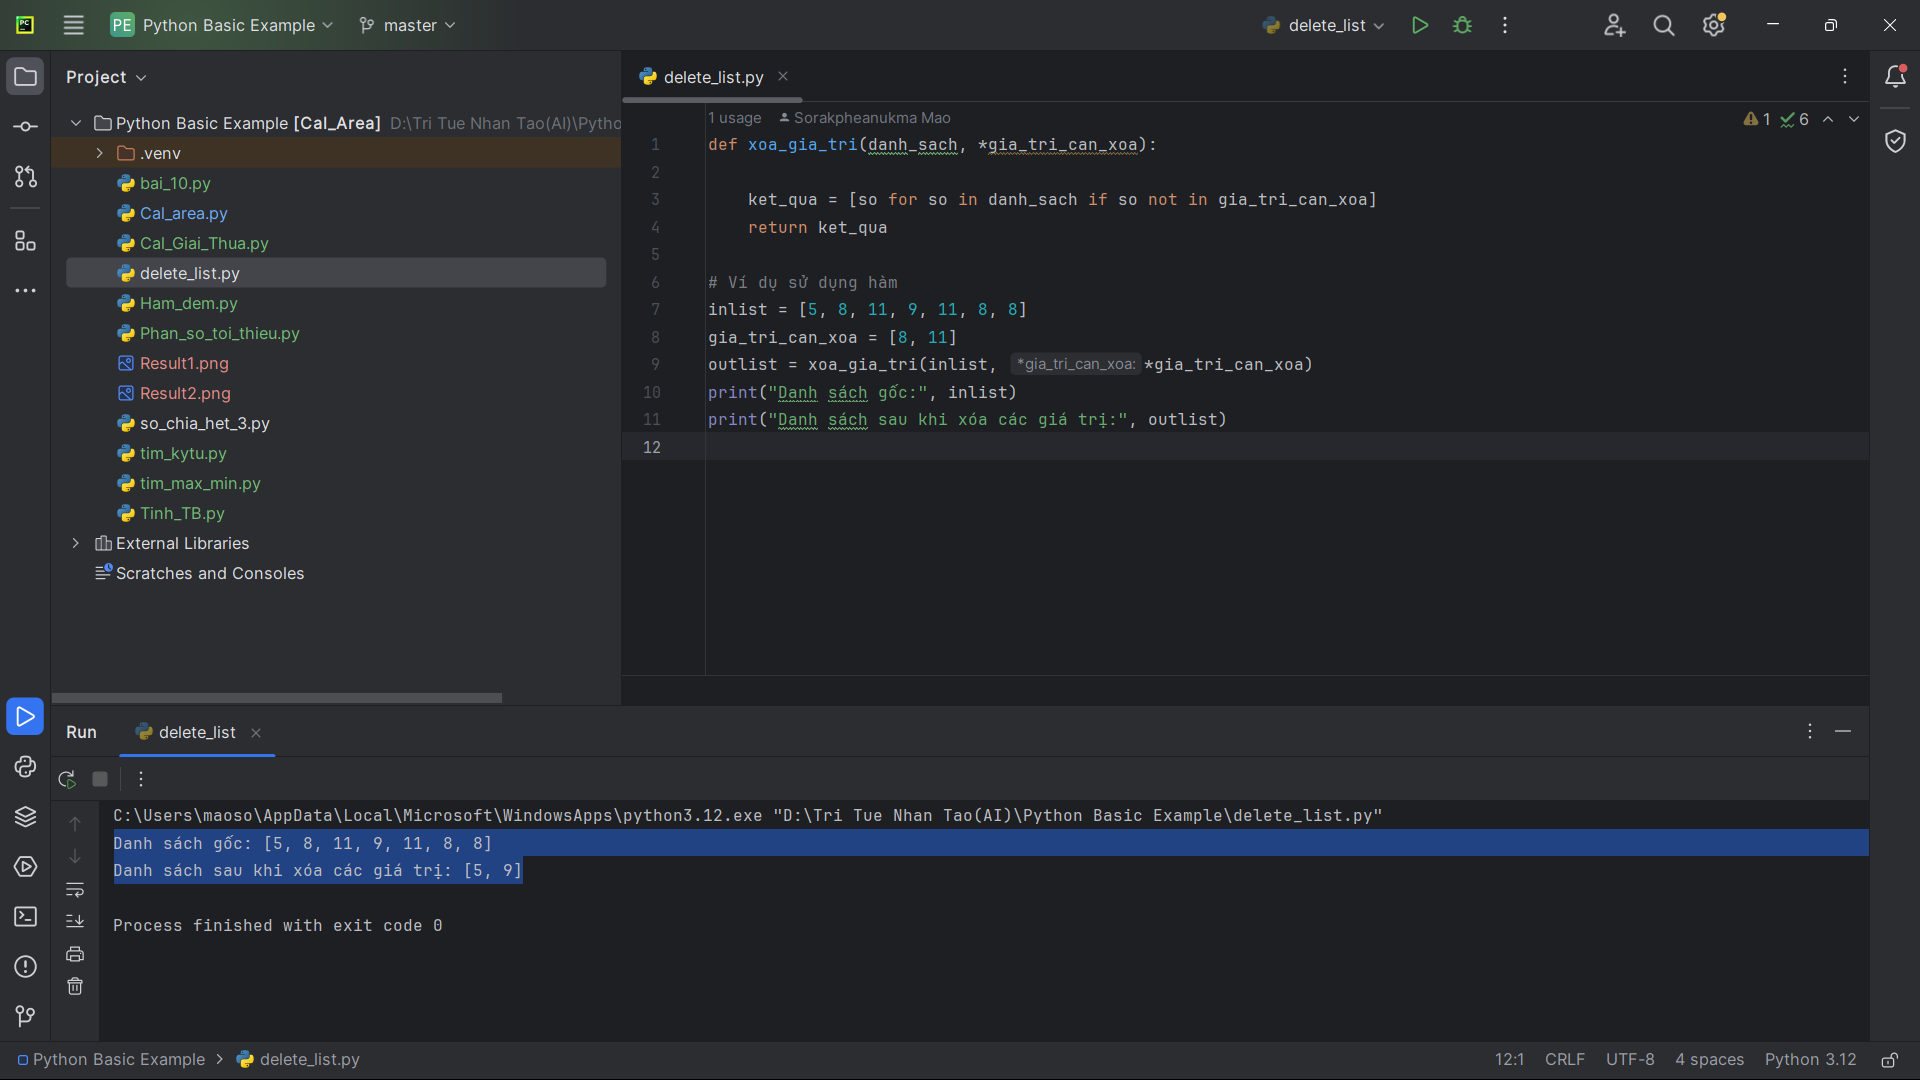 PE Python Basic Example master delete_list
Project
Python Basic Example [Cal_Area] D:\Tri Tue Nhan Tao(AI)\Pytho
.venv
bai_10.py
Cal_area.py
Cal_Giai_Thua.py
delete_list.py
Ham_dem.py
Phan_so_toi_thieu.py
Result1.png
Result2.png
so_chia_het_3.py
tim_kytu.py
tim_max_min.py
Tinh_TB.py
External Libraries
Scratches and Consoles
delete_list.py
1 usage Sorakpheanukma Mao 1 6
1 def xoa_gia_tri(danh_sach, *gia_tri_can_xoa):
2
3 ket_qua = [so for so in danh_sach if so not in gia_tri_can_xoa]
4 return ket_qua
5
6 # Ví dụ sử dụng hàm
7 inlist = [5, 8, 11, 9, 11, 8, 8]
8 gia_tri_can_xoa = [8, 11]
9 outlist = xoa_gia_tri(inlist, *gia_tri_can_xoa: *gia_tri_can_xoa)
10 print("Danh sách gốc:", inlist)
11 print("Danh sách sau khi xóa các giá trị:", outlist)
12
Run delete_list
C:\Users\maoso\AppData\Local\Microsoft\WindowsApps\python3.12.exe "D:\Tri Tue Nhan Tao(AI)\Python Basic Example\delete_list.py"
Danh sách gốc: [5, 8, 11, 9, 11, 8, 8]
Danh sách sau khi xóa các giá trị: [5, 9]
Process finished with exit code 0
Python Basic Example > delete_list.py 12:1 CRLF UTF-8 4 spaces Python 3.12